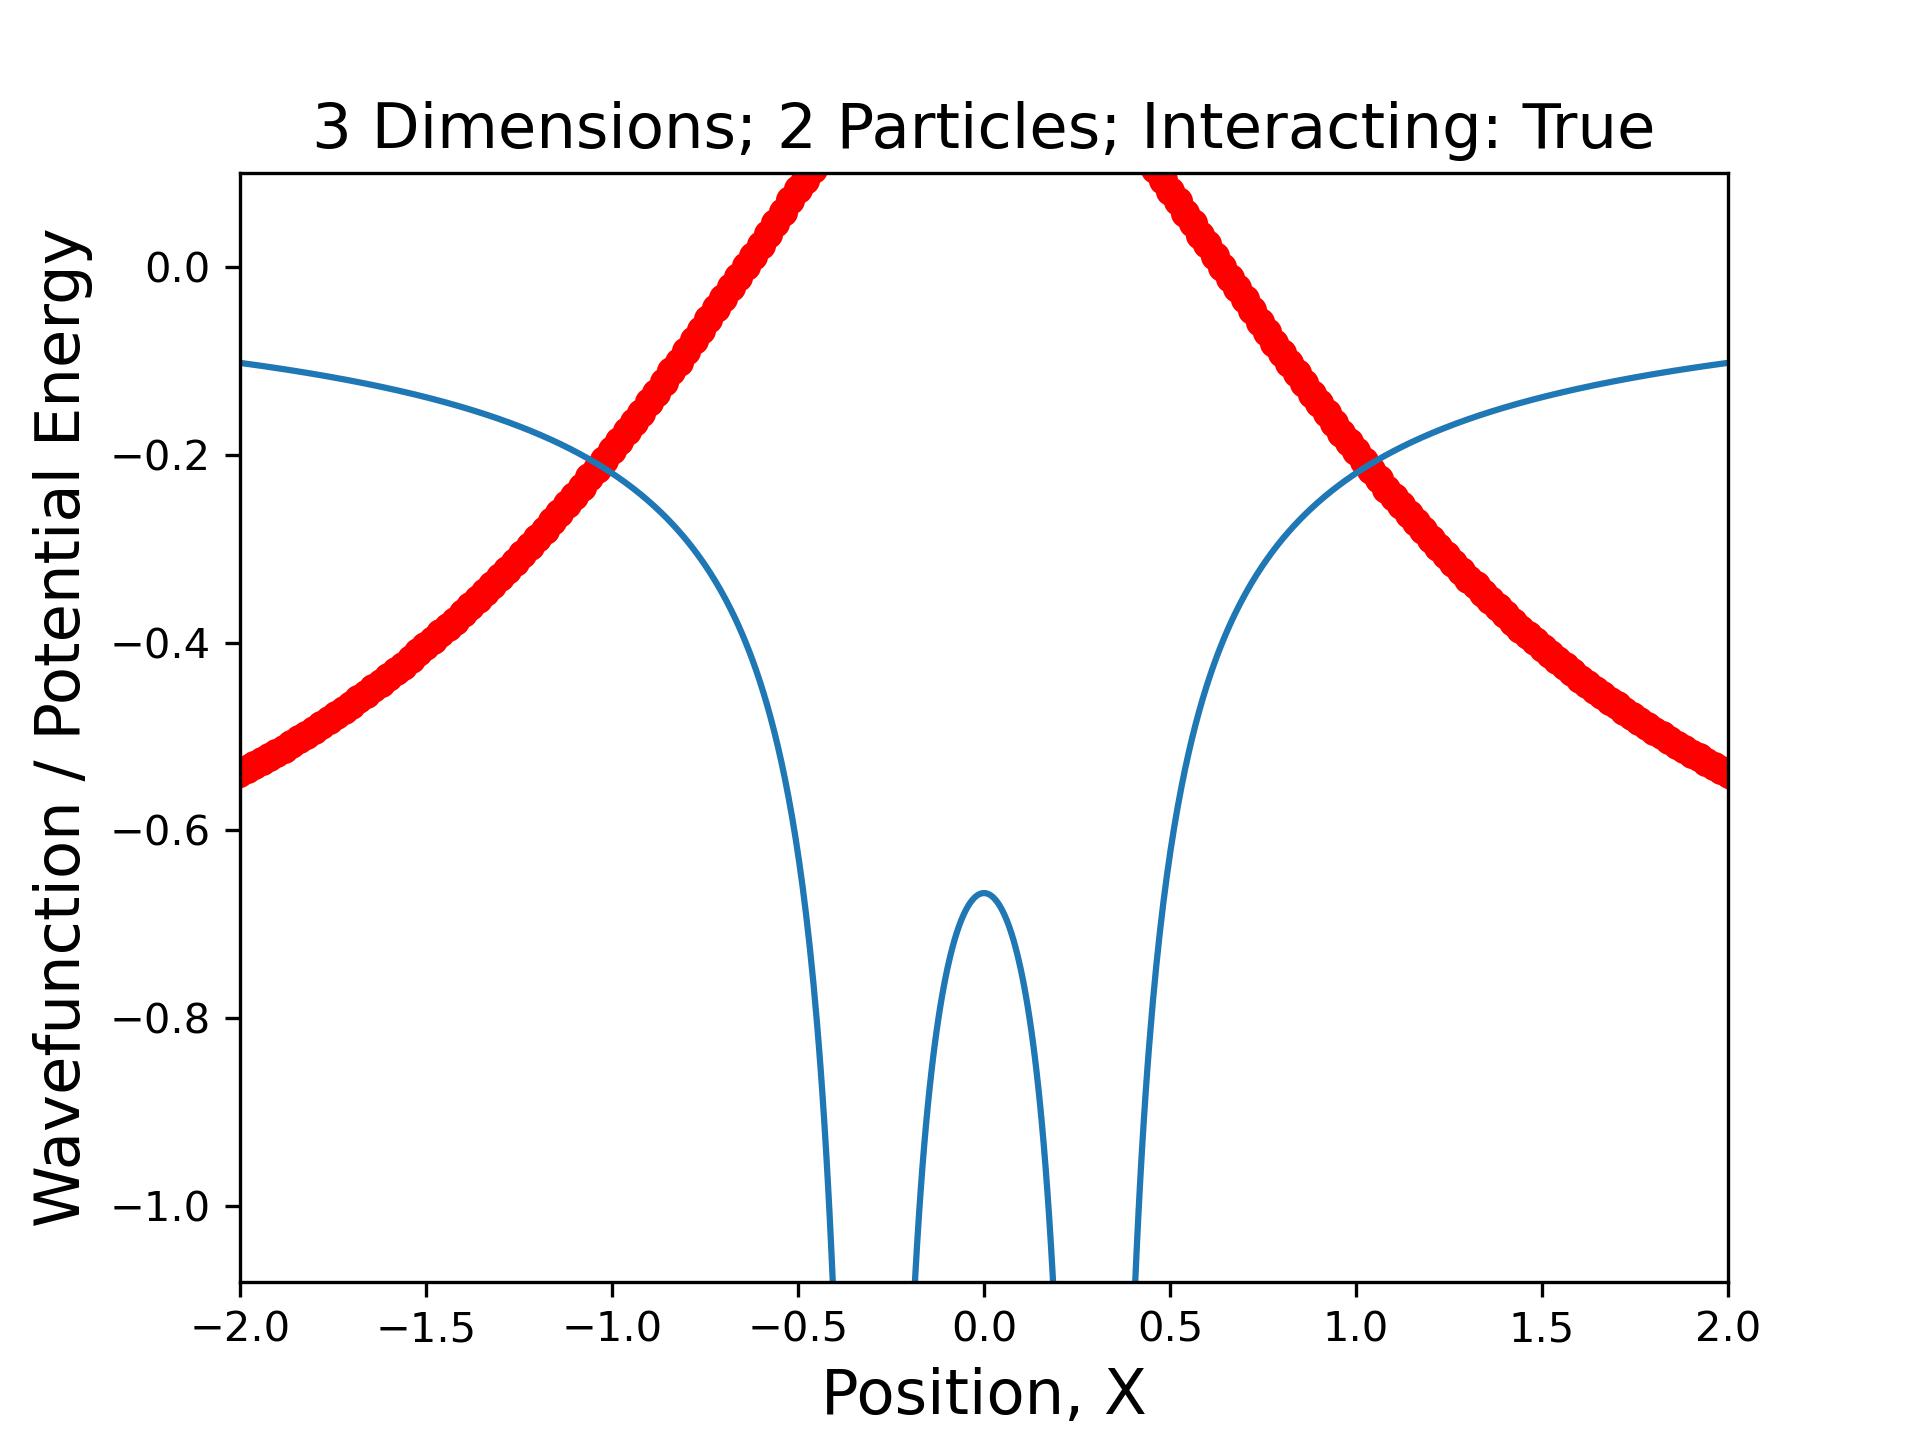 3 Dimensions; 2 Particles; Interacting: True
Wavefunction / Potential Energy
0.0
−0.2
−0.4
−0.6
−0.8
−1.0
−2.0 −1.5 −1.0 −0.5 0.0 0.5 1.0 1.5 2.0
Position, X